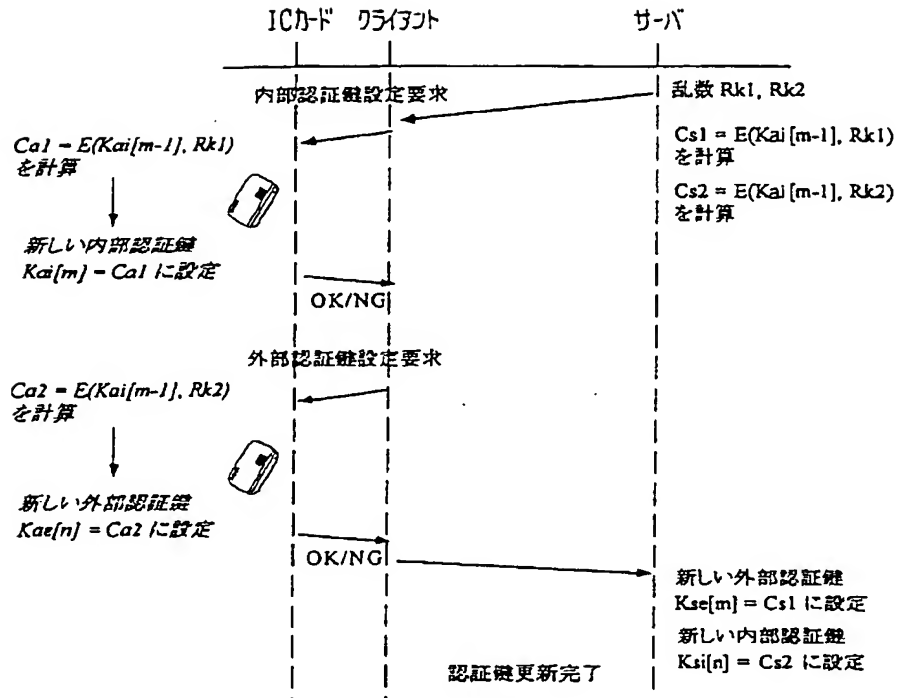 ICカード クライアント サーバ
内部認証鍵設定要求
乱数 Rk1, Rk2
Ca1 = E(Kai[m-1], Rk1)
を計算
Cs1 = E(Kai[m-1], Rk1)
を計算
Cs2 = E(Kai[m-1], Rk2)
を計算
新しい内部認証鍵
Kai[m] = Ca1 に設定
OK/NG
外部認証鍵設定要求
Ca2 = E(Kai[m-1], Rk2)
を計算
新しい外部認証鍵
Kae[n] = Ca2 に設定
OK/NG
新しい外部認証鍵
Kse[m] = Cs1 に設定
新しい内部認証鍵
Ksi[n] = Cs2 に設定
認証鍵更新完了